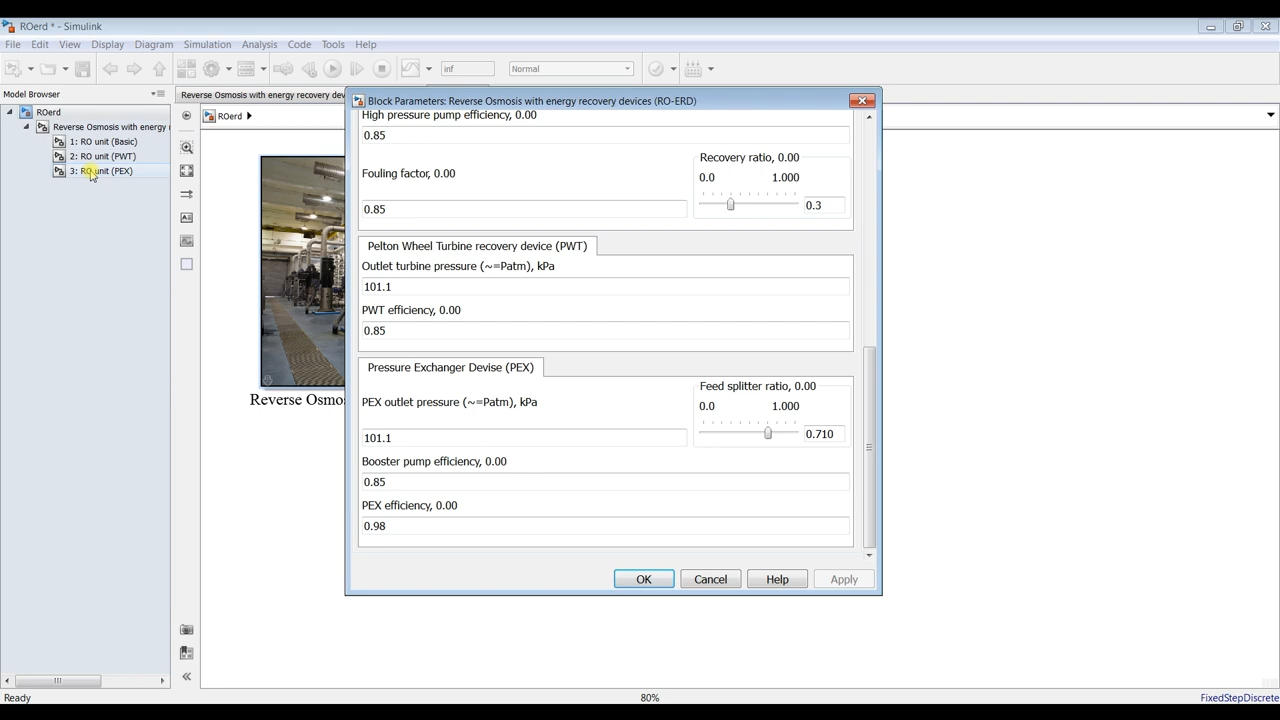 ROerd * - Simulink
File Edit View Display Diagram Simulation Analysis Code Tools Help
inf Normal
Model Browser
ROerd
Reverse Osmosis with energy
1: RO unit (Basic)
2: RO unit (PWT)
3: RO unit (PEX)
Reverse Osmosis with energy recovery dev
ROerd
Reverse Osmos
Block Parameters: Reverse Osmosis with energy recovery devices (RO-ERD)
High pressure pump efficiency, 0.00
0.85
Fouling factor, 0.00
0.85
Recovery ratio, 0.00
0.0 1.000
0.3
Pelton Wheel Turbine recovery device (PWT)
Outlet turbine pressure (~=Patm), kPa
101.1
PWT efficiency, 0.00
0.85
Pressure Exchanger Devise (PEX)
PEX outlet pressure (~=Patm), kPa
101.1
Feed splitter ratio, 0.00
0.0 1.000
0.710
Booster pump efficiency, 0.00
0.85
PEX efficiency, 0.00
0.98
OK Cancel Help Apply
Ready 80% FixedStepDiscrete